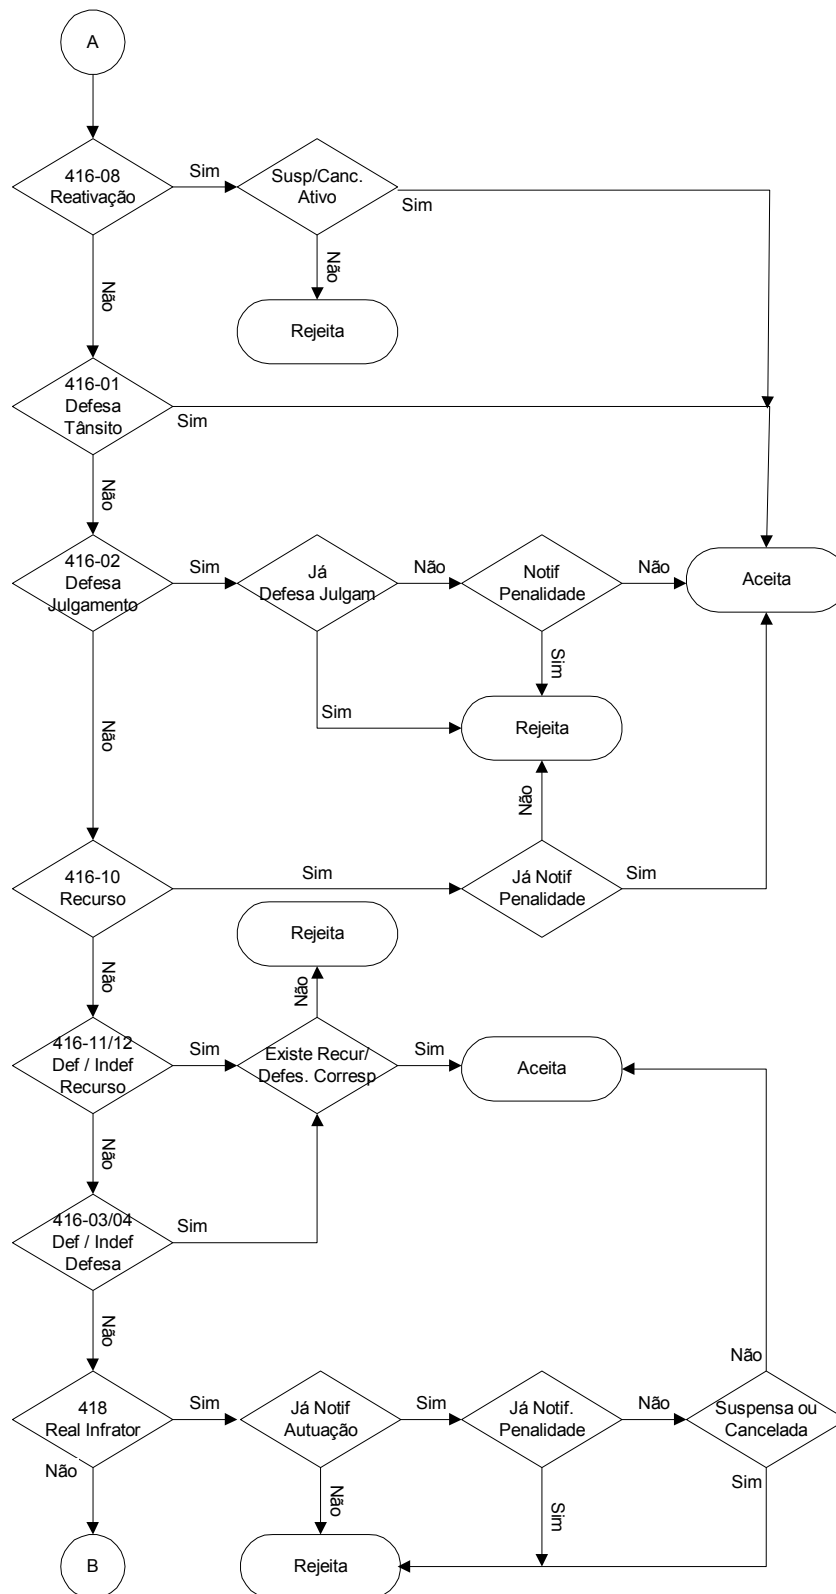 A
416-08
Reativação
Sim
Susp/Canc.
Ativo
Sim
Não
Não
Rejeita
416-01
Defesa
Tânsito
Sim
Não
416-02
Defesa
Julgamento
Sim
Já
Defesa Julgam
Não
Notif
Penalidade
Não
Aceita
Sim
Sim
Não
Rejeita
Não
416-10
Recurso
Sim
Já Notif
Penalidade
Sim
Rejeita
Não
Não
416-11/12
Def / Indef
Recurso
Sim
Existe Recur/
Defes. Corresp
Sim
Aceita
Não
416-03/04
Def / Indef
Defesa
Sim
Não
Não
418
Real Infrator
Sim
Já Notif
Autuação
Sim
Já Notif.
Penalidade
Não
Suspensa ou
Cancelada
Não
Sim
Não
Sim
B
Rejeita